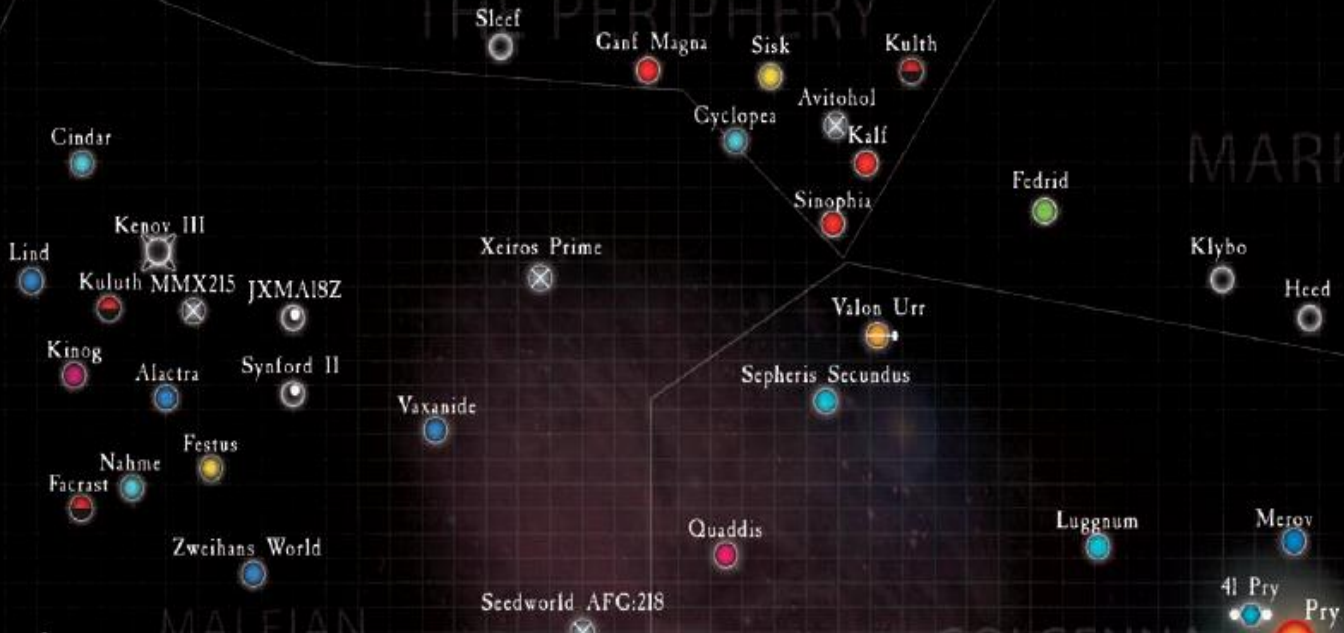 THE PERIPHERY
Sleef
Ganf Magna
Sisk
Kulth
Avitohol
Cyclopea
Kalf
Cindar
MARK
Fedrid
Sinophia
Kenov III
Xeiros Prime
Klybo
Lind
Kuluth
MMX215
JXMA18Z
Heed
Valon Urr
Kinog
Alactra
Synford II
Sepheris Secundus
Vaxanide
Festus
Nahme
Facrast
Quaddis
Luggnum
Merov
Zweihans World
41 Pry
Seedworld AFG:218
Pry
MALFIAN
GOLGENNA